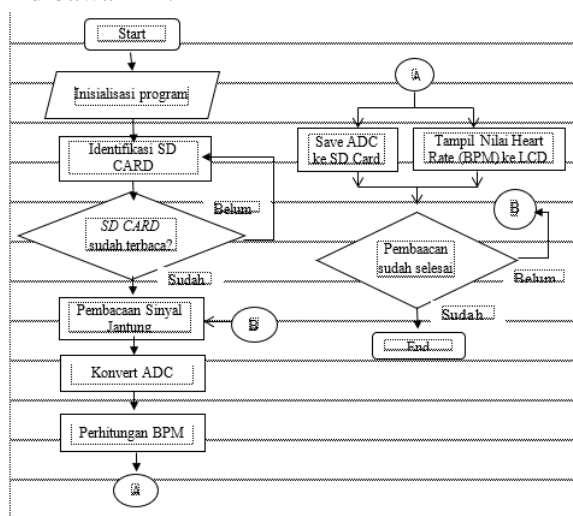 Start
Inisialisasi program
Identifikasi SD
CARD
Belum
SD CARD
sudah terbaca?
Sudah
Pembacaan Sinyal
Jantung
B
Konvert ADC
Perhitungan BPM
A
A
Save ADC
ke SD Card
Tampil Nilai Heart
Rate (BPM) ke LCD
B
Pembaacan
sudah selesai
Belum
Sudah
End